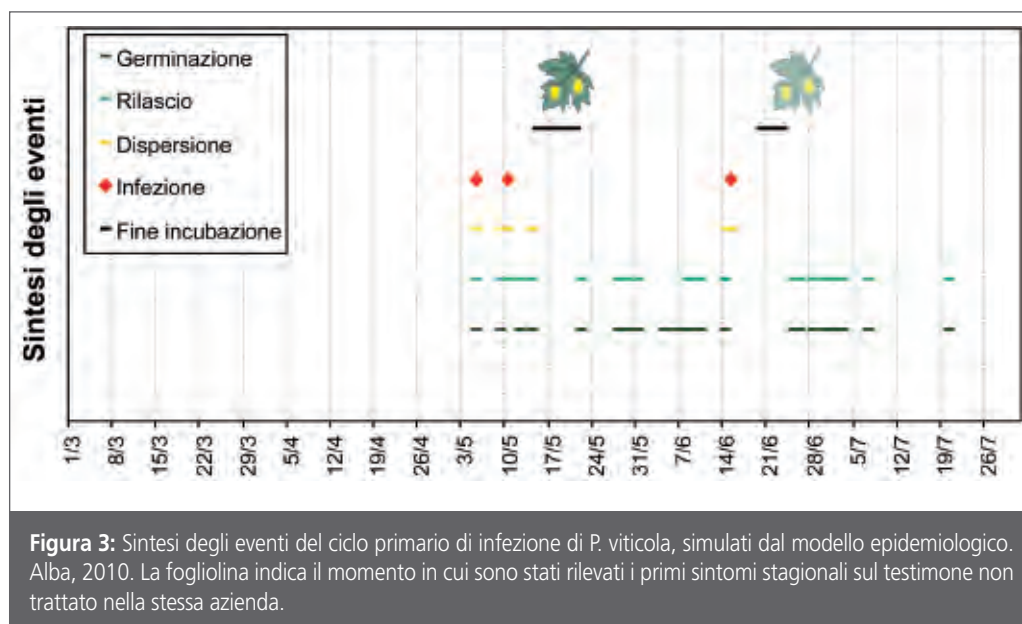 Sintesi degli eventi
Germinazione
Rilascio
Dispersione
Infezione
Fine incubazione
1/3
8/3
15/3
22/3
29/3
5/4
12/4
19/4
26/4
3/5
10/5
17/5
24/5
31/5
7/6
14/6
21/6
28/6
5/7
12/7
19/7
26/7
Figura 3: Sintesi degli eventi del ciclo primario di infezione di P. viticola, simulati dal modello epidemiologico.
Alba, 2010. La fogliolina indica il momento in cui sono stati rilevati i primi sintomi stagionali sul testimone non
trattato nella stessa azienda.